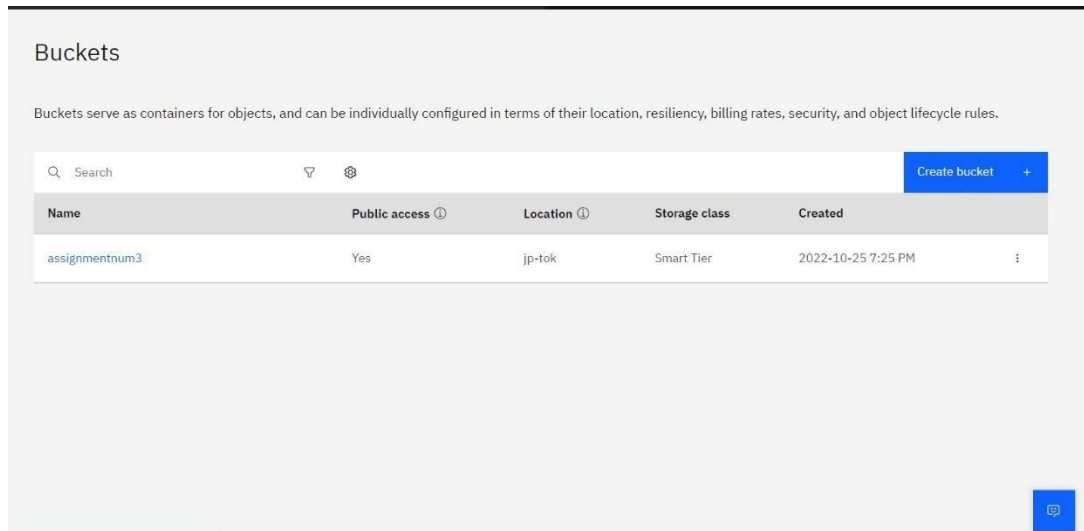 Buckets
Buckets serve as containers for objects, and can be individually configured in terms of their location, resiliency, billing rates, security, and object lifecycle rules.
Search
Create bucket +
Name Public access Location Storage class Created
assignmentnum3 Yes jp-tok Smart Tier 2022-10-25 7:25 PM